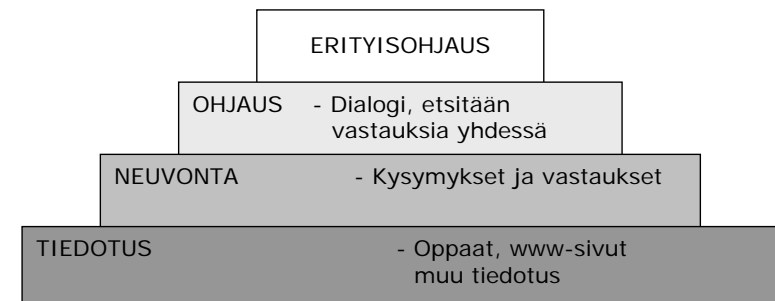 ERITYISOHJAUS
OHJAUS - Dialogi, etsitään
vastauksia yhdessä
NEUVONTA - Kysymykset ja vastaukset
TIEDOTUS - Oppaat, www-sivut
muu tiedotus